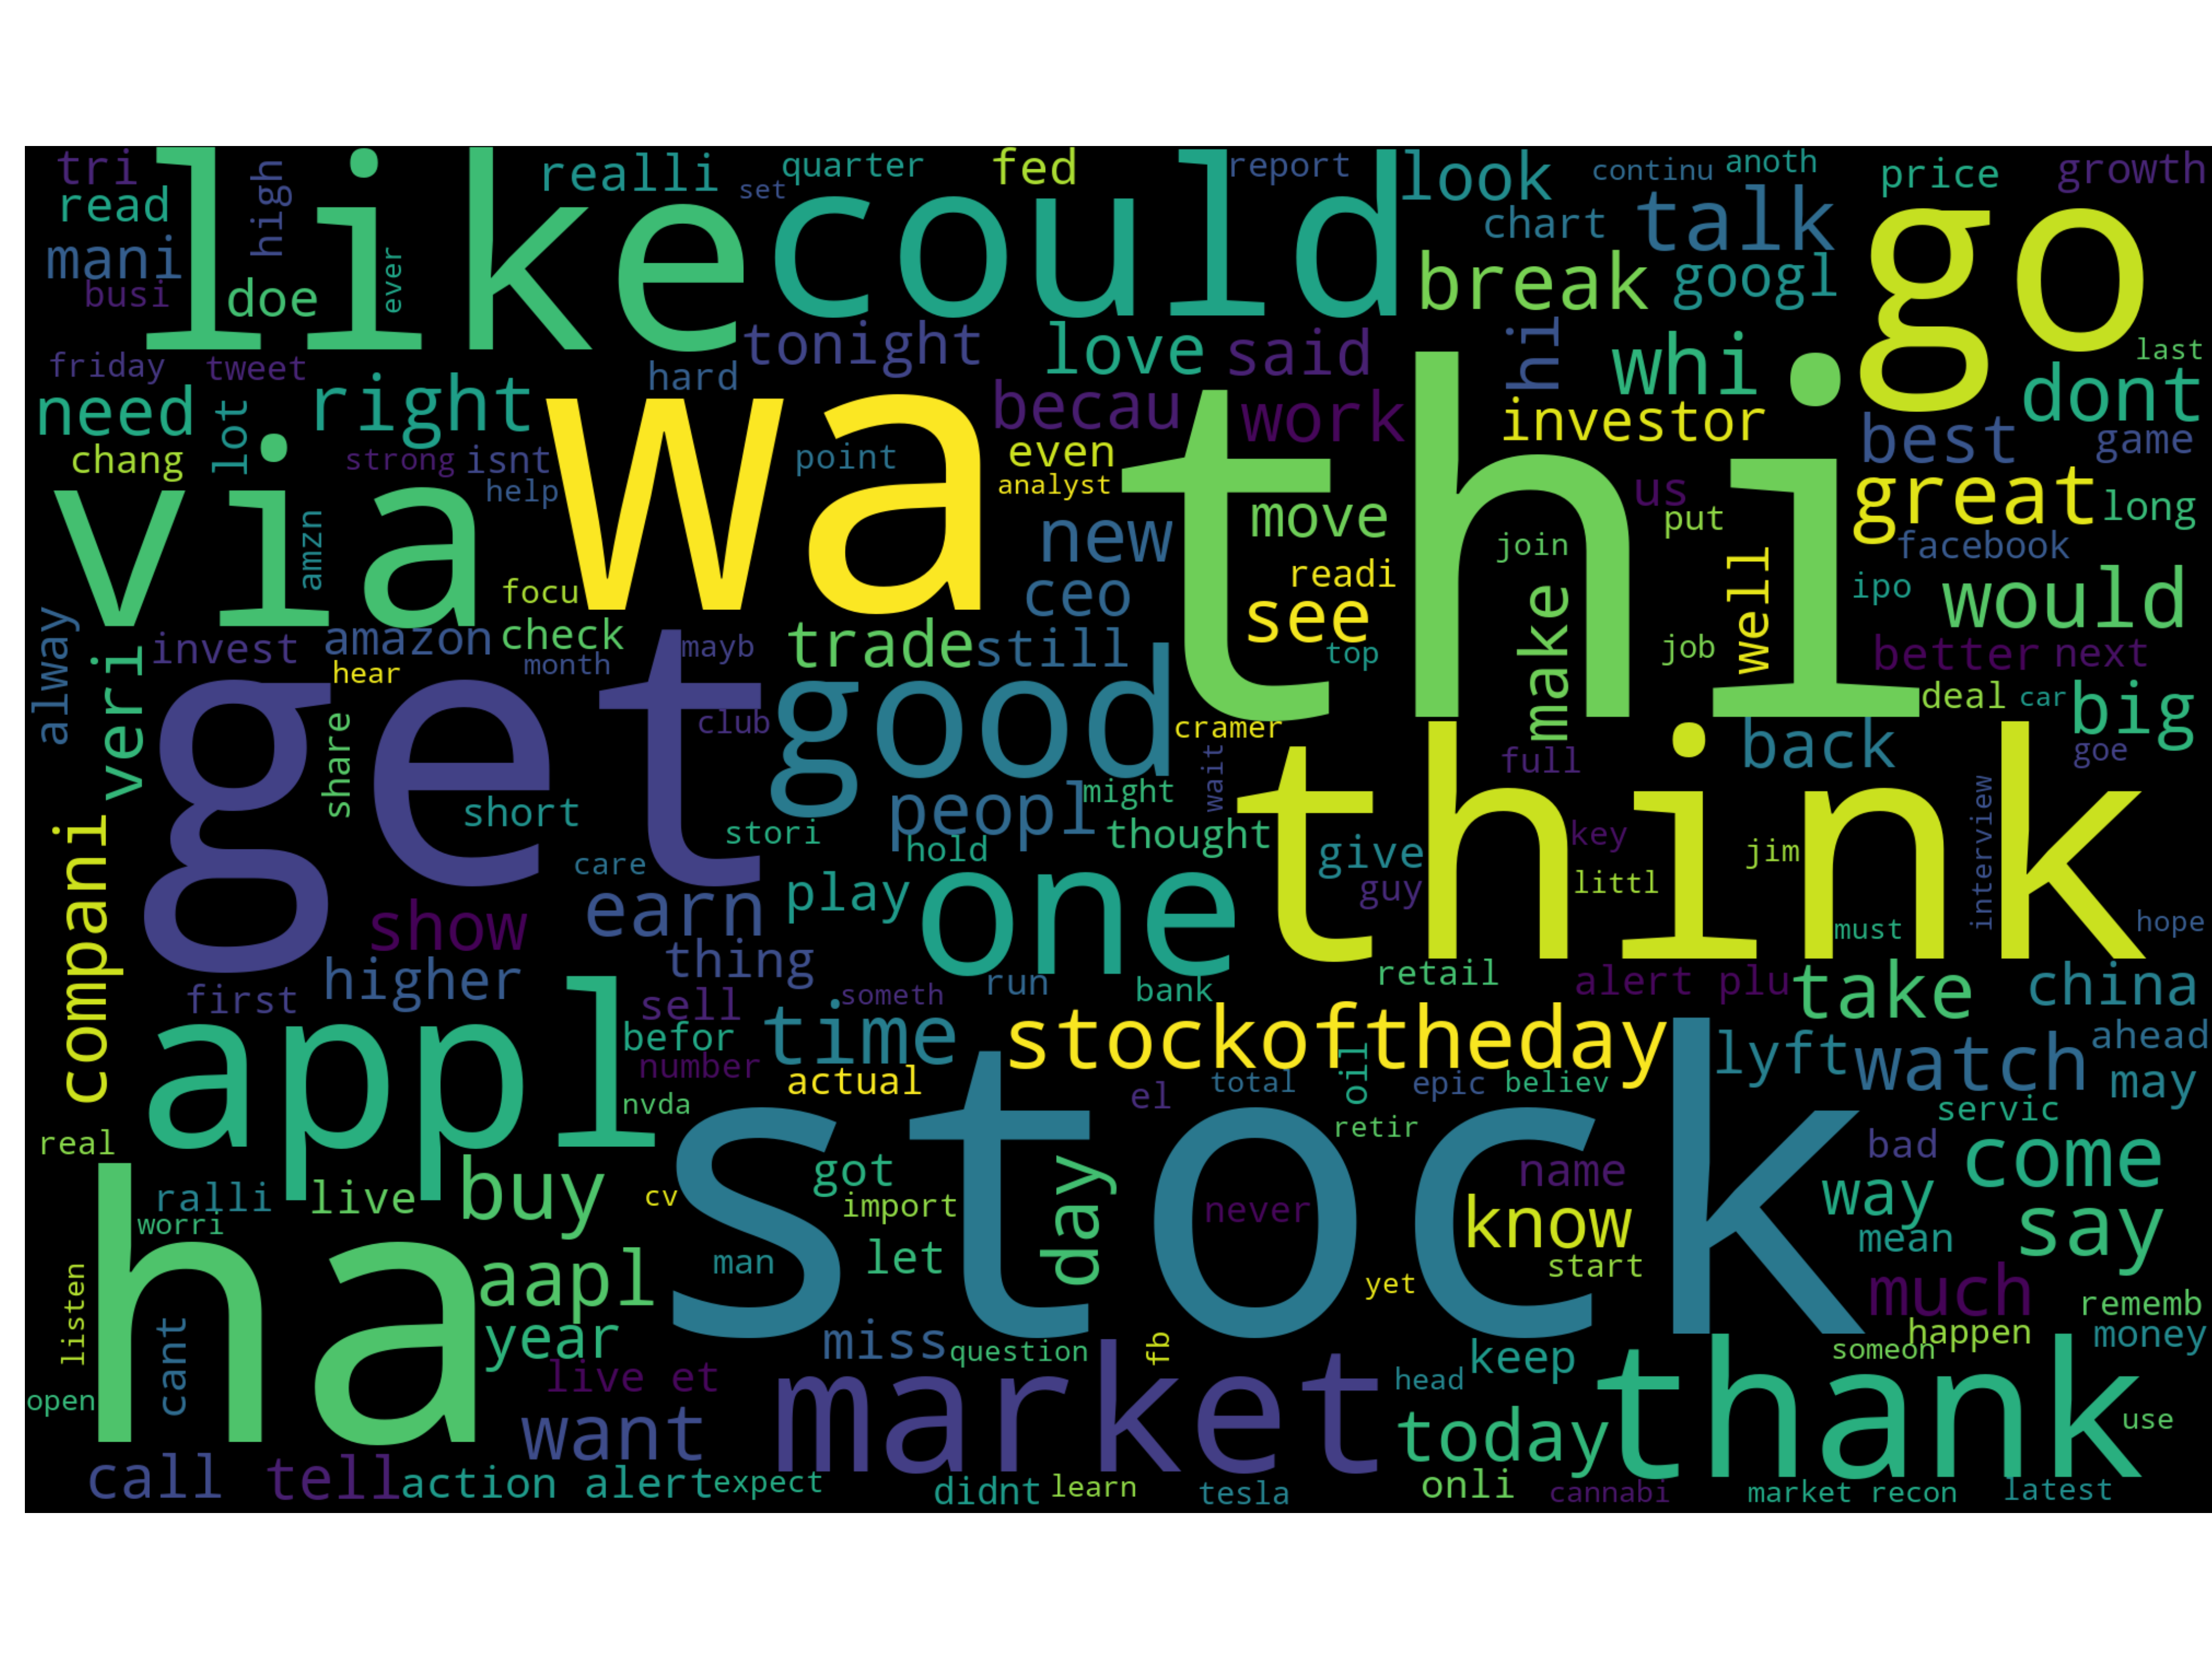 tri
high
realli
set
quarter
fed
report
look
continu
anoth
price
growth
read
like
could
chart
talk
go
mani
busi
doe
ever
break
googl
friday
tweet
hard
tonight
love
said
hi
whi
last
need
lot
right
becau
work
investor
best
dont
game
chang
strong
isnt
help
wa
point
even
analyst
thi
us
great
long
via
amzn
new
move
join
put
facebook
focu
ceo
readi
see
make
well
ipo
would
alway
veri
invest
amazon
check
month
mayb
trade
still
top
job
better
next
hear
get
share
club
good
cramer
deal
car
big
short
stori
peopl
might
wait
full
back
goe
compani
care
hold
thought
think
give
key
jim
interview
guy
littl
show
earn
play
one
must
hope
first
higher
thing
sell
someth
run
bank
retail
alert plu
take
china
appl
befor
number
time
stockoftheday
lyft
watch
ahead
actual
nvda
el
total
oil
epic
believ
may
real
retir
servic
ha
ralli
worri
live
buy
cv
stock
got
import
day
never
name
know
bad
way
come
say
listen
cant
aapl
man
let
start
mean
year
miss
question
fb
yet
keep
much
rememb
happen
money
someon
open
live et
want
market
head
today
thank
use
call
tell
action alert
expect
didnt
learn
tesla
onli
cannabi
market recon
latest